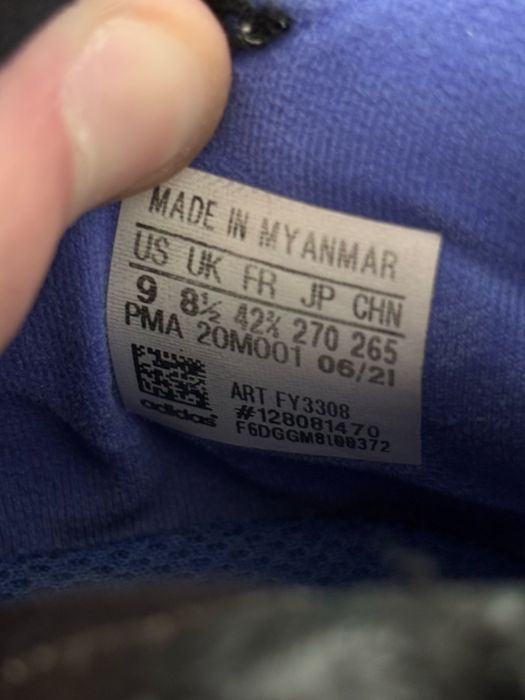 MADE IN MYANMAR
US UK FR JP CHN
9 8½ 42⅔ 270 265
PMA 20M001 06/21
ART FY3308
#128081470
adidas